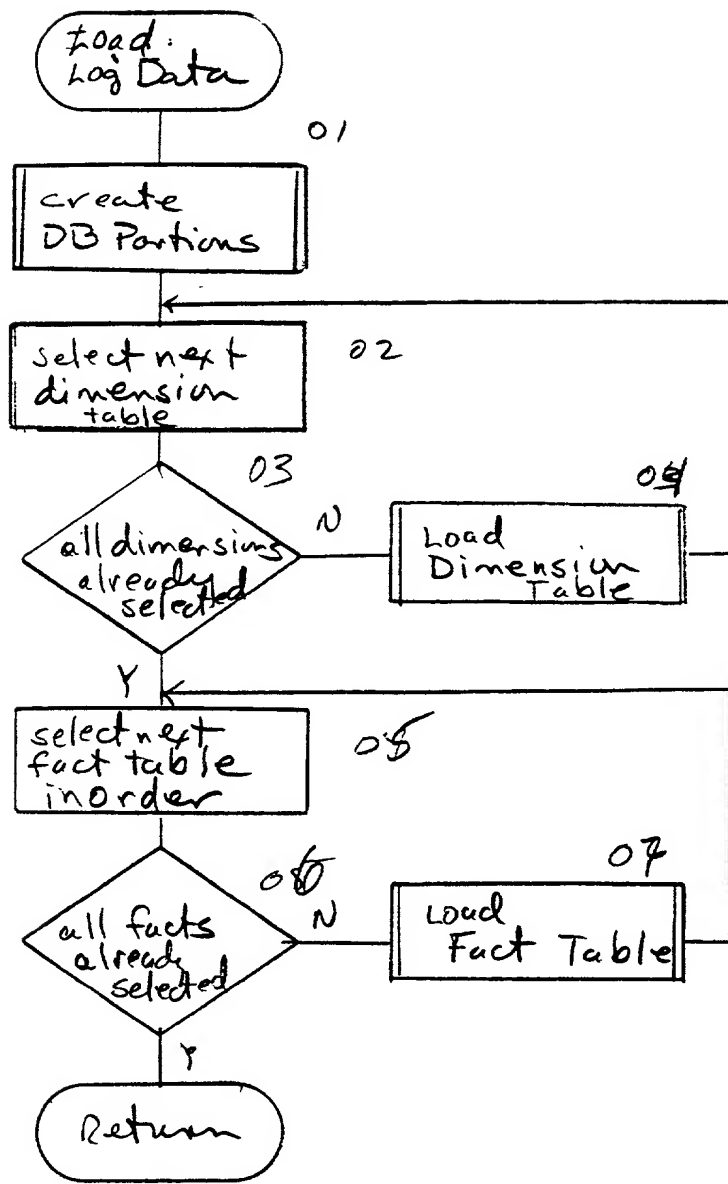 Load
Log Data
01
create
DB Partions
select next
dimension
table
02
03
all dimensions
already
selected
N
04
Load
Dimension
Table
Y
select next
fact table
in order
05
06
all facts
already
selected
N
07
Load
Fact Table
Y
Return